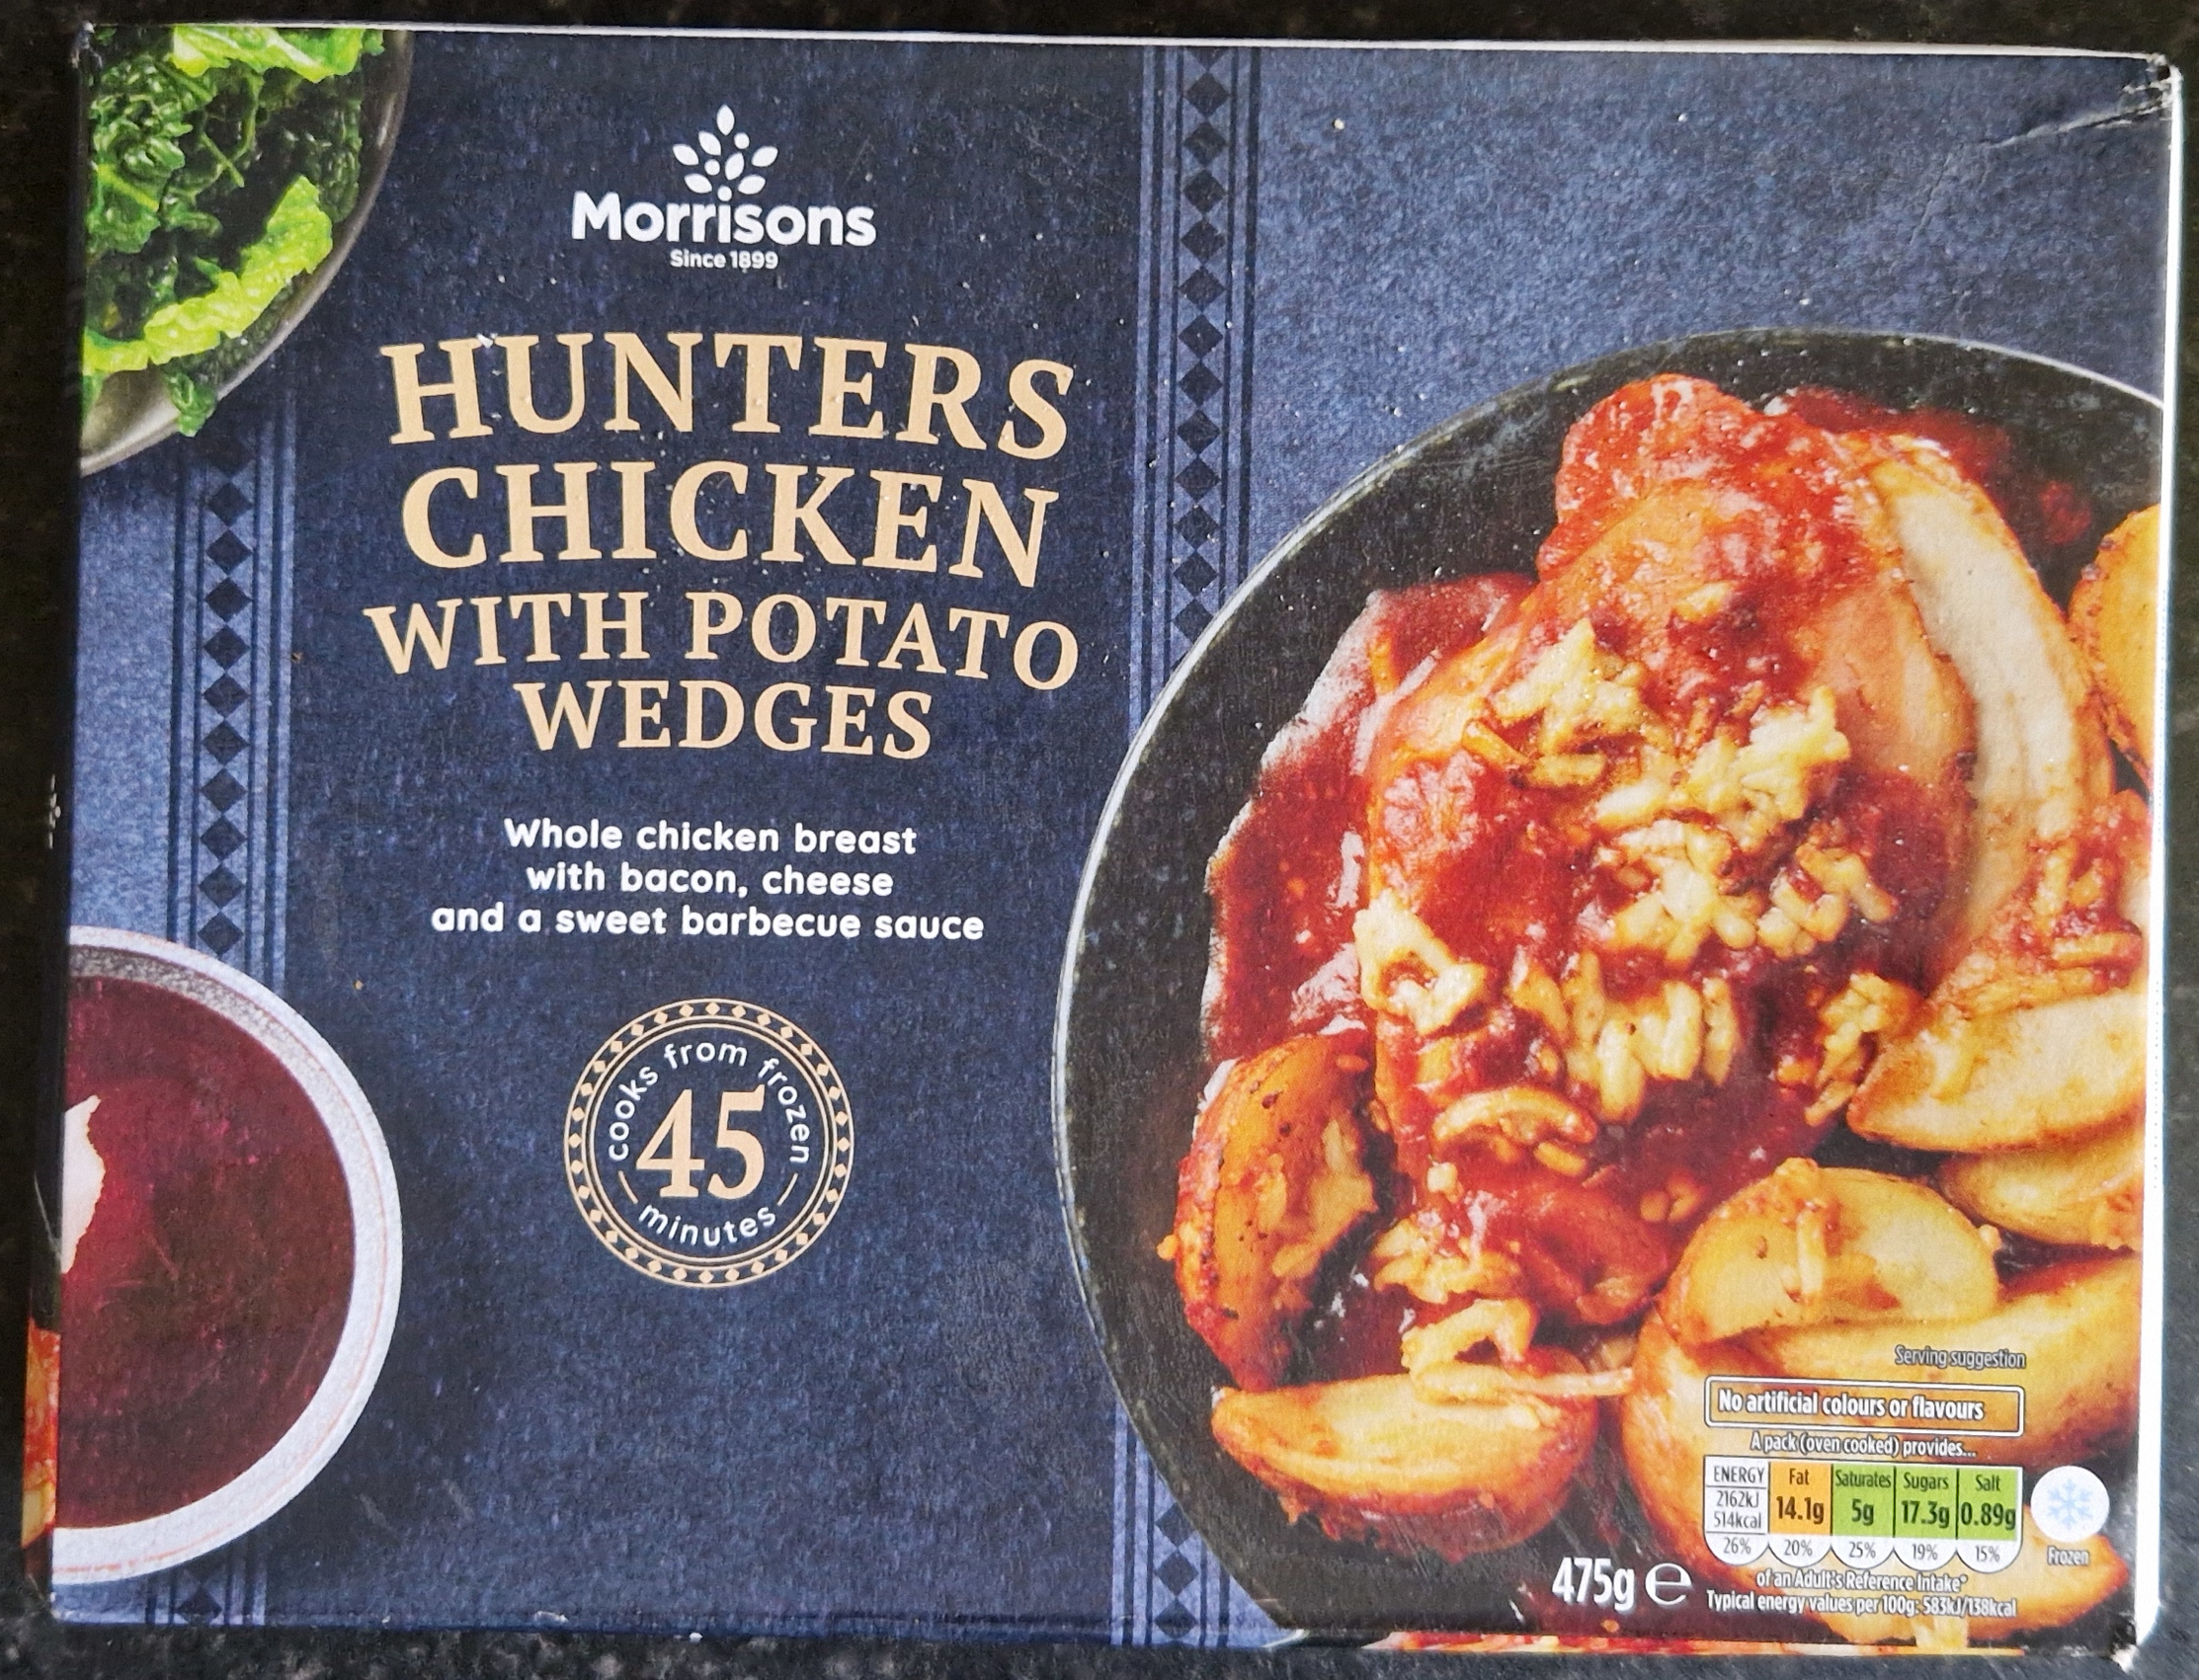 Morrisons
Since 1899
HUNTERS
CHICKEN
WITH POTATO
WEDGES
Whole chicken breast
with bacon, cheese
and a sweet barbecue sauce
cooks from frozen
45
minutes
Serving suggestion
No artificial colours or flavours
A pack (oven cooked) provides...
ENERGY Fat Saturates Sugars Salt
2162kJ
514kcal 14.1g 5g 17.3g 0.89g
26% 20% 25% 19% 15%
Frozen
of an Adult's Reference Intake*
Typical energy values per 100g: 583kJ/138kcal
475g e